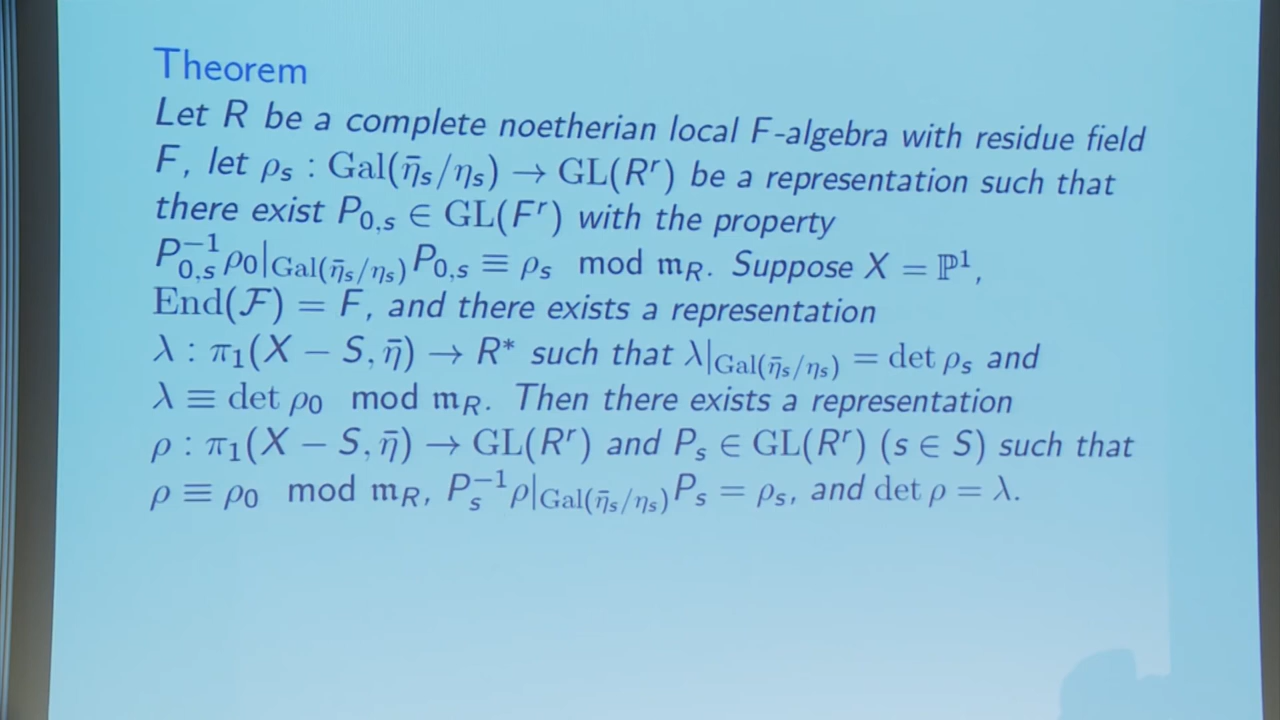 Theorem
Let R be a complete noetherian local F-algebra with residue field
F, let ρ_s : Gal(η̄_s/η_s) → GL(R^r) be a representation such that
there exist P_{0,s} ∈ GL(F^r) with the property
P_{0,s}^{-1} ρ_0|_{Gal(η̄_s/η_s)} P_{0,s} ≡ ρ_s mod 𝔪_R. Suppose X = ℙ^1,
End(ℱ) = F, and there exists a representation
λ : π_1(X − S, η̄) → R* such that λ|_{Gal(η̄_s/η_s)} = det ρ_s and
λ ≡ det ρ_0 mod 𝔪_R. Then there exists a representation
ρ : π_1(X − S, η̄) → GL(R^r) and P_s ∈ GL(R^r) (s ∈ S) such that
ρ ≡ ρ_0 mod 𝔪_R, P_s^{-1} ρ|_{Gal(η̄_s/η_s)} P_s = ρ_s, and det ρ = λ.